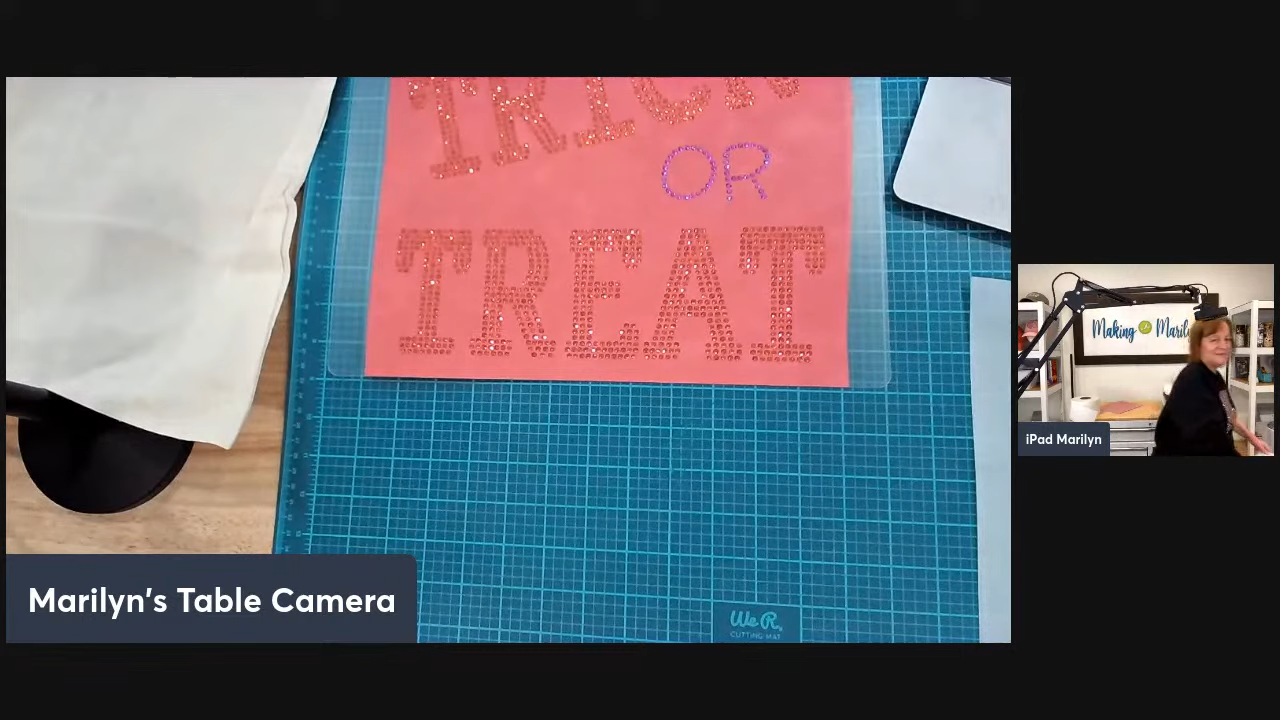 TRICK
OR
TREAT
We R.
CUTTING MAT
Marilyn's Table Camera
Making
Marily
iPad Marilyn